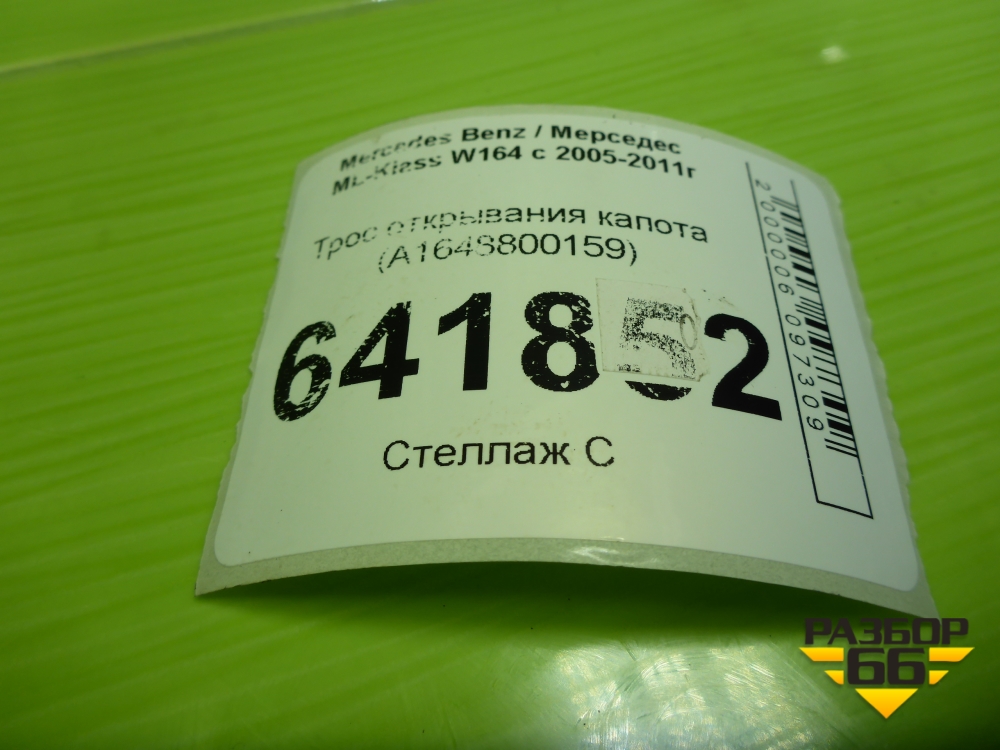 Mercedes Benz / Мерседес
ML-Klass W164 с 2005-2011г
Трос открывания капота
(A1648800159)
641852
Стеллаж С
2000006097309
РАЗБОР
66